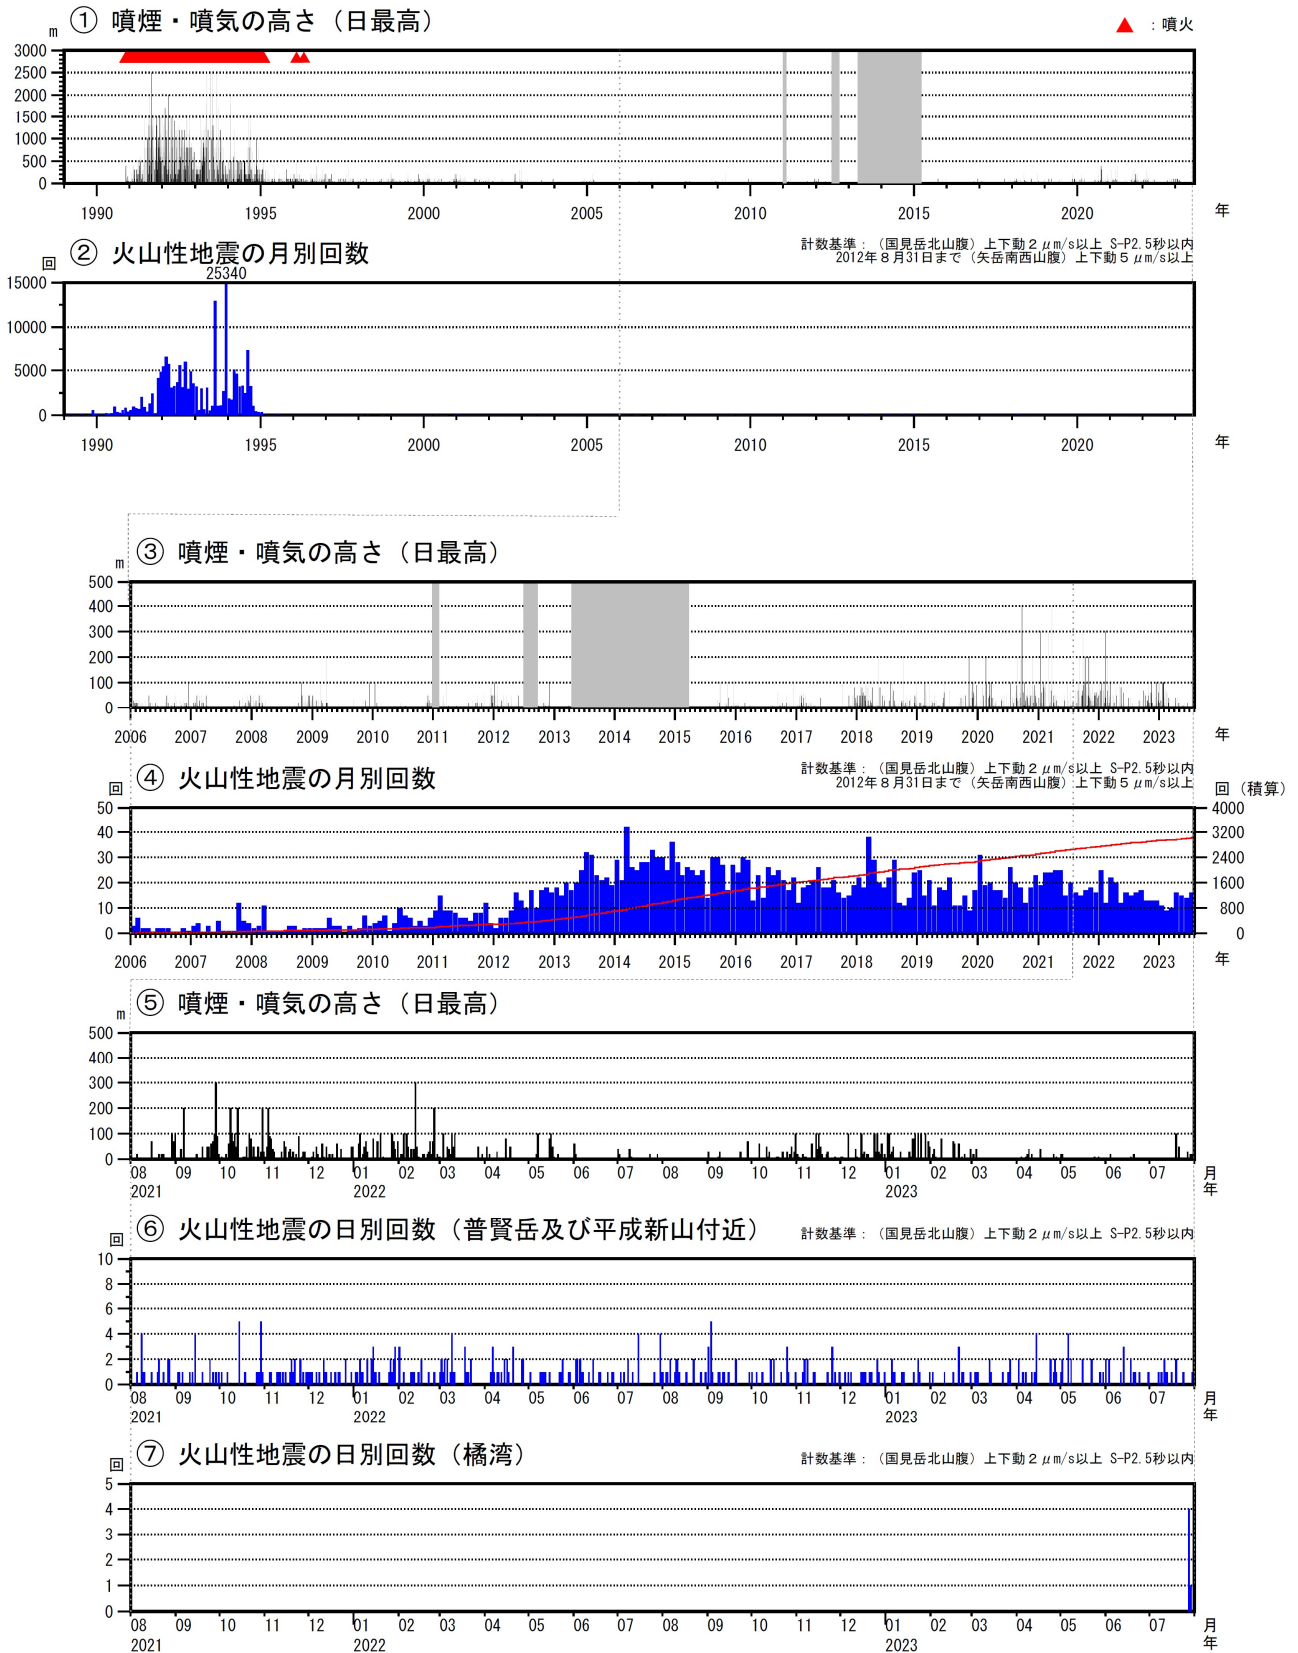 ① 噴煙・噴気の高さ（日最高）
▲ ：噴火
m
3000
2500
2000
1500
1000
500
0
1990 1995 2000 2005 2010 2015 2020 年
② 火山性地震の月別回数
計数基準：（国見岳北山腹）上下動２μm/s以上 S-P2.5秒以内
2012年８月31日まで（矢岳南西山腹）上下動５μm/s以上
回
25340
15000
10000
5000
0
1990 1995 2000 2005 2010 2015 2020 年
③ 噴煙・噴気の高さ（日最高）
m
500
400
300
200
100
0
2006 2007 2008 2009 2010 2011 2012 2013 2014 2015 2016 2017 2018 2019 2020 2021 2022 2023 年
④ 火山性地震の月別回数
計数基準：（国見岳北山腹）上下動２μm/s以上 S-P2.5秒以内
2012年８月31日まで（矢岳南西山腹）上下動５μm/s以上
回 回（積算）
50 4000
40 3200
30 2400
20 1600
10 800
0 0
2006 2007 2008 2009 2010 2011 2012 2013 2014 2015 2016 2017 2018 2019 2020 2021 2022 2023 年
⑤ 噴煙・噴気の高さ（日最高）
m
500
400
300
200
100
0
08 09 10 11 12 01 02 03 04 05 06 07 08 09 10 11 12 01 02 03 04 05 06 07 月
2021 2022 2023 年
⑥ 火山性地震の日別回数（普賢岳及び平成新山付近）
計数基準：（国見岳北山腹）上下動２μm/s以上 S-P2.5秒以内
回
10
8
6
4
2
0
08 09 10 11 12 01 02 03 04 05 06 07 08 09 10 11 12 01 02 03 04 05 06 07 月
2021 2022 2023 年
⑦ 火山性地震の日別回数（橘湾）
計数基準：（国見岳北山腹）上下動２μm/s以上 S-P2.5秒以内
回
5
4
3
2
1
0
08 09 10 11 12 01 02 03 04 05 06 07 08 09 10 11 12 01 02 03 04 05 06 07 月
2021 2022 2023 年